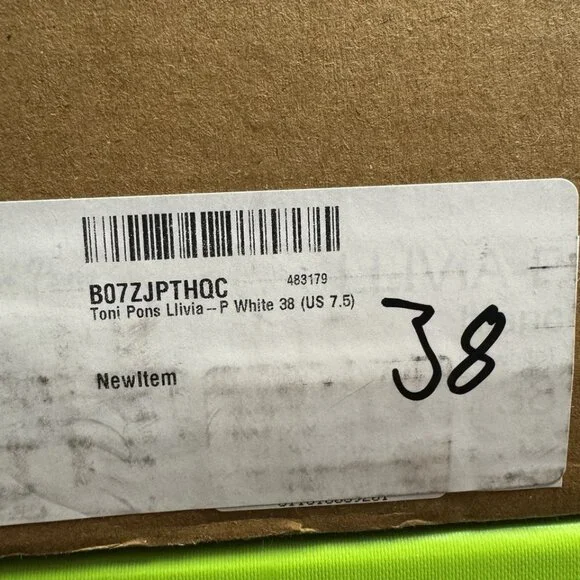 B07ZJPTHQC 483179
Toni Pons Llivia--P White 38 (US 7.5)
NewItem
38